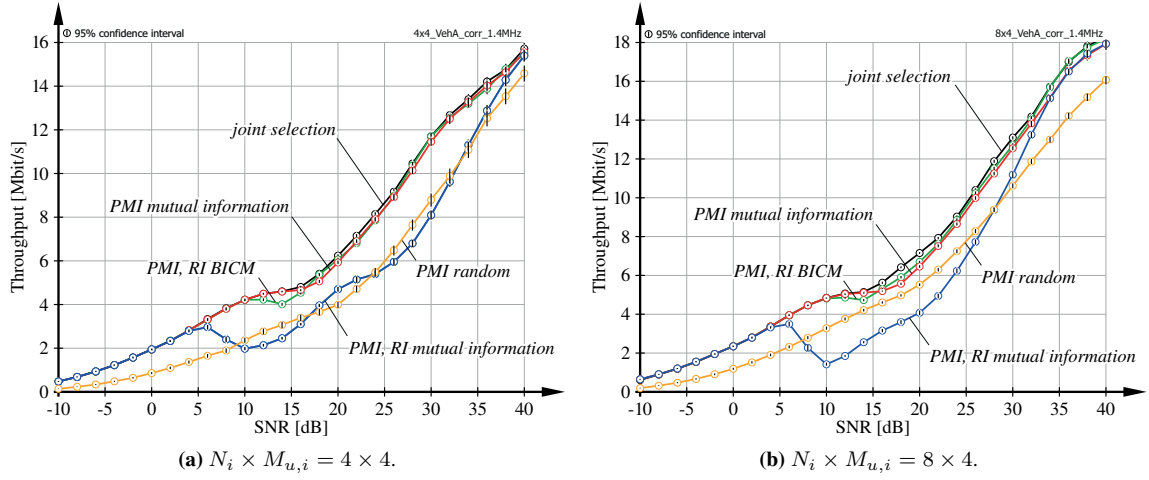 95% confidence interval
4x4_VehA_corr_1.4MHz
16
14
12
10
8
6
4
2
0
Throughput [Mbit/s]
joint selection
PMI mutual information
PMI, RI BICM
PMI random
PMI, RI mutual information
-10
-5
0
5
10
15
20
25
30
35
40
SNR [dB]
(a) N_i × M_{u,i} = 4 × 4.
95% confidence interval
8x4_VehA_corr_1.4MHz
18
16
14
12
10
8
6
4
2
0
Throughput [Mbit/s]
joint selection
PMI mutual information
PMI, RI BICM
PMI random
PMI, RI mutual information
-10
-5
0
5
10
15
20
25
30
35
40
SNR [dB]
(b) N_i × M_{u,i} = 8 × 4.